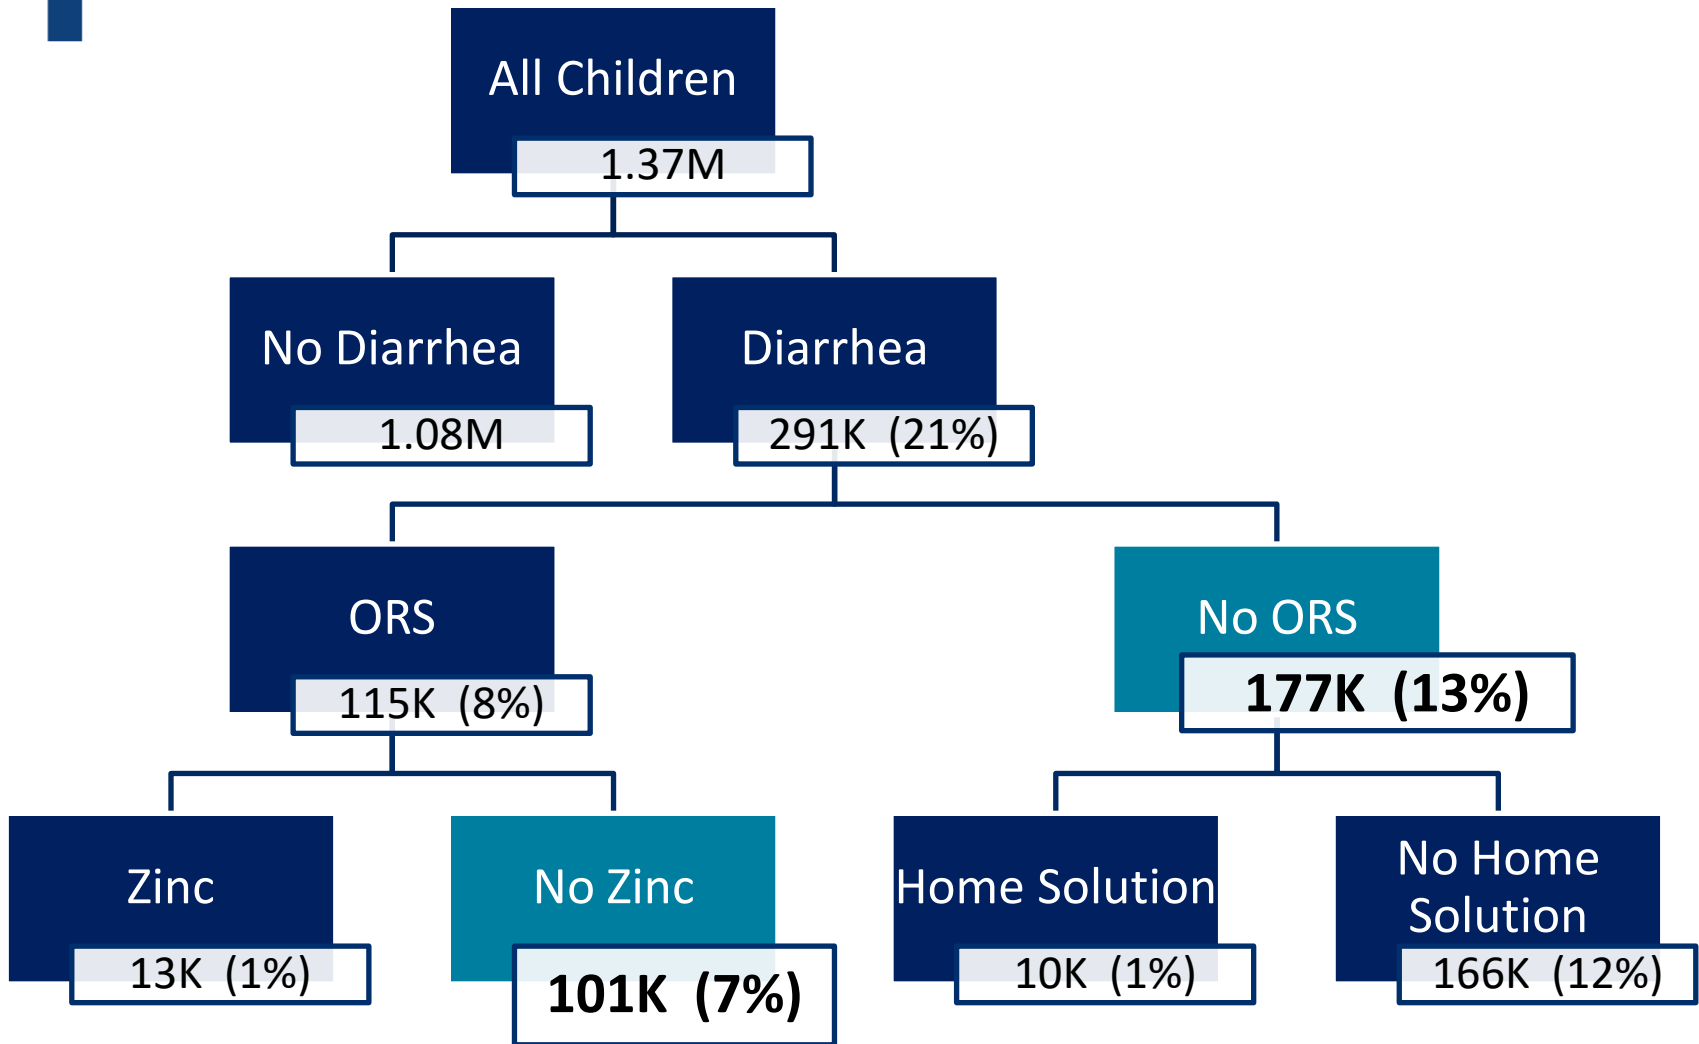 All Children
1.37M
No Diarrhea
1.08M
Diarrhea
291K (21%)
ORS
115K (8%)
No ORS
177K (13%)
Zinc
13K (1%)
No Zinc
101K (7%)
Home Solution
10K (1%)
No Home
Solution
166K (12%)